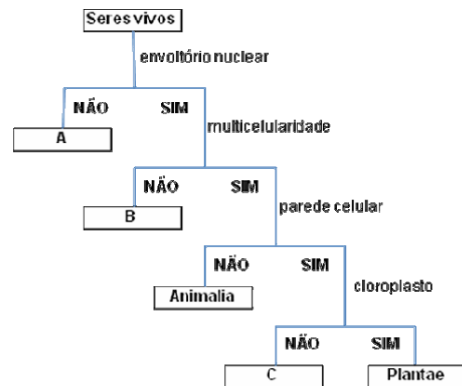 Seres vivos
envoltório nuclear
NÃO SIM
A
multicelularidade
NÃO SIM
B
parede celular
NÃO SIM
Animalia
cloroplasto
NÃO SIM
C Plantae